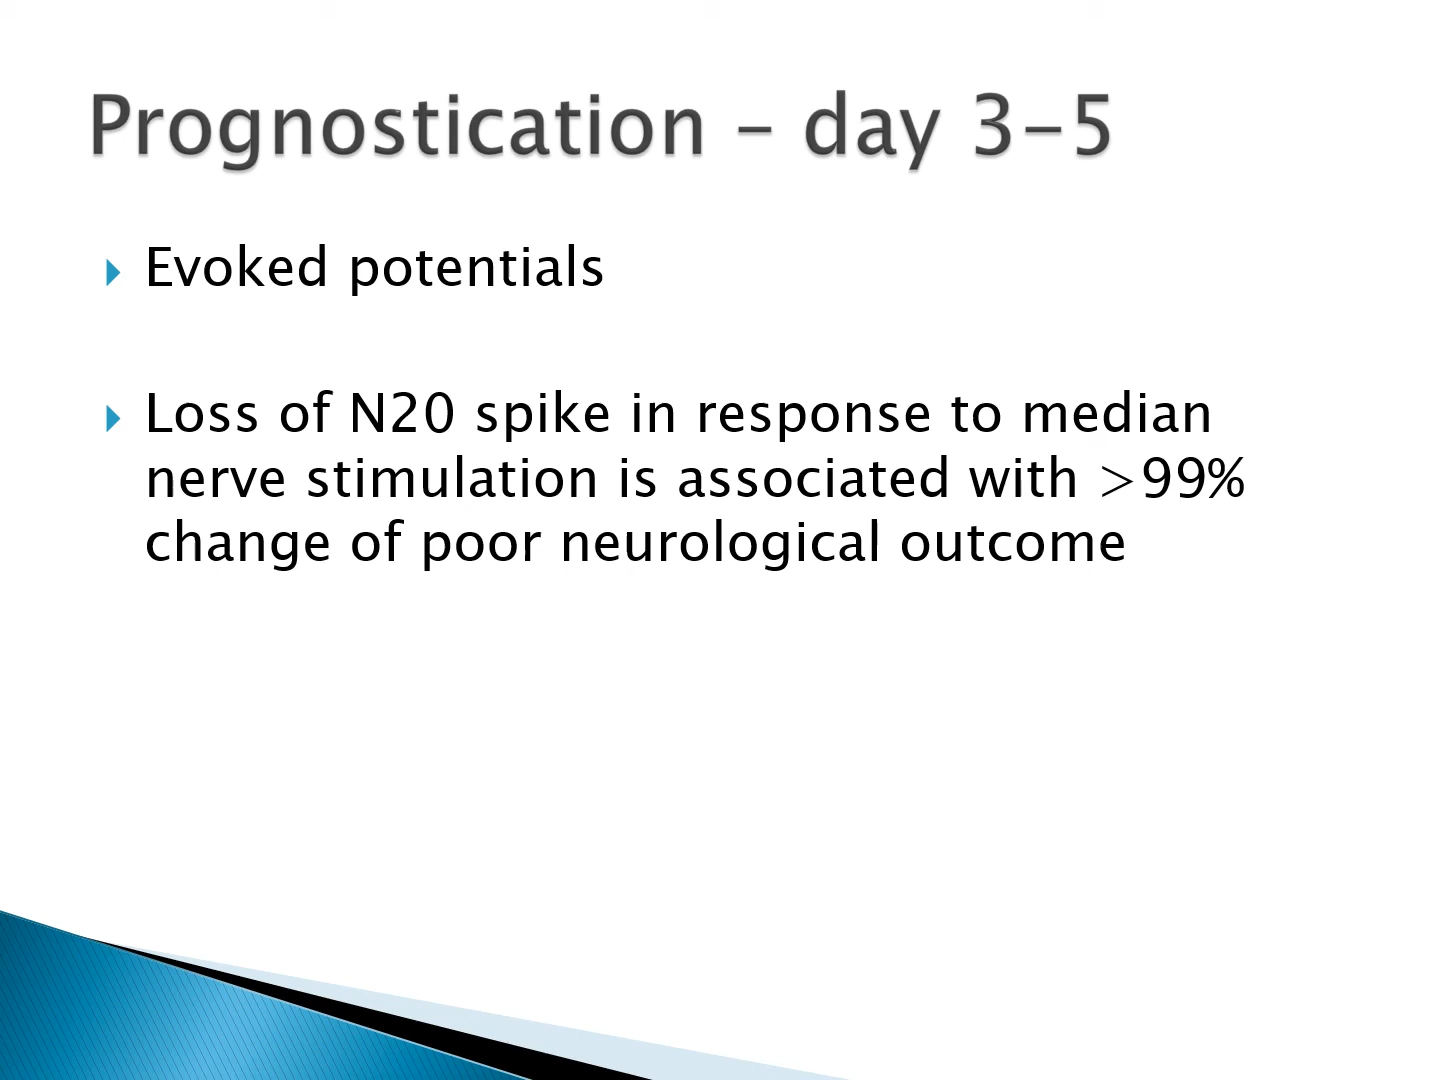 Prognostication – day 3-5
Evoked potentials
Loss of N20 spike in response to median
nerve stimulation is associated with >99%
change of poor neurological outcome